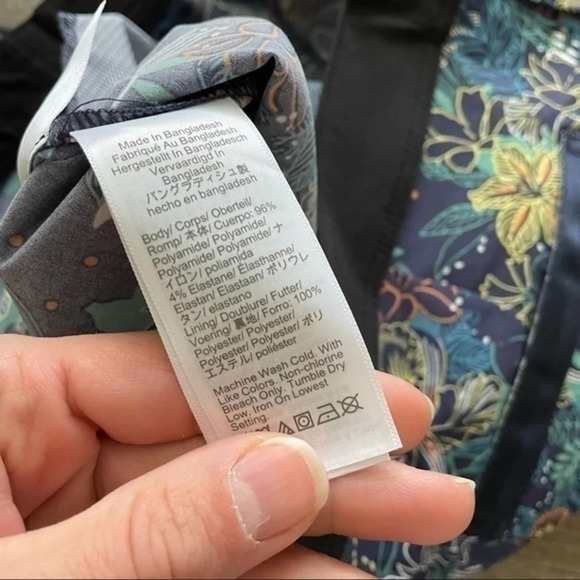 Made In Bangladesh
Fabriqué Au Bangladesh
Hergestellt In Bangladesch
Vervaardigd In
Bangladesh
バングラディシュ製
hecho en bangladesh
Body/ Corps/ Oberteil/
Romp/ 本体/ Cuerpo: 96%
Polyamide/ Polyamide/
Polyamide/ Polyamide/ ナ
イロン/ poliamida
4% Elastane/ Élasthanne/
Elastan/ Elastaan/ ポリウレ
タン/ elastano
Lining/ Doublure/ Futter/
Voering/ 裏地/ Forro: 100%
Polyester/ Polyester/
Polyester/ Polyester/ ポリ
エステル/ poliéster
Machine Wash Cold. With
Like Colors. Non-chlorine
Bleach Only. Tumble Dry
Low. Iron On Lowest
Setting.